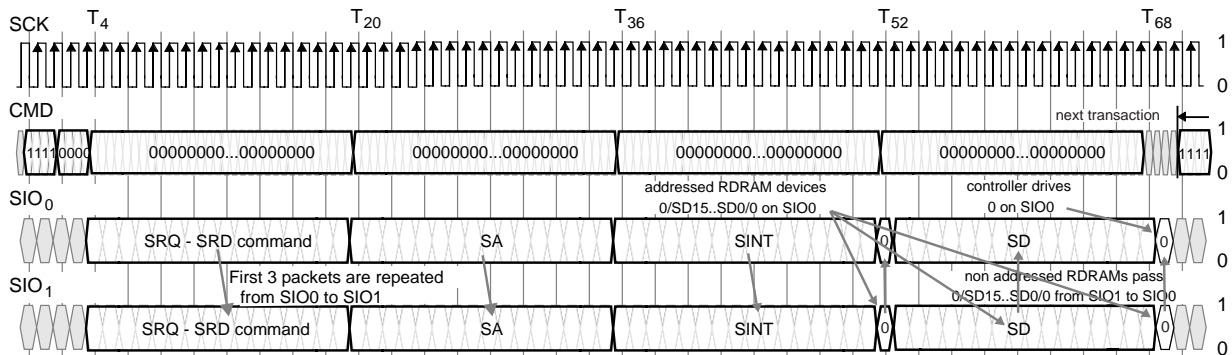 T4 T20 T36 T52 T68
SCK
1
0
CMD
next transaction
1
1111 0000 00000000...00000000 00000000...00000000 00000000...00000000 00000000...00000000 1111
0
addressed RDRAM devices
0/SD15..SD0/0 on SIO0
controller drives
0 on SIO0
SIO0
1
SRQ - SRD command SA SINT 0 SD 0
0
First 3 packets are repeated
from SIO0 to SIO1
non addressed RDRAMs pass
0/SD15..SD0/0 from SIO1 to SIO0
SIO1
1
SRQ - SRD command SA SINT 0 SD 0
0